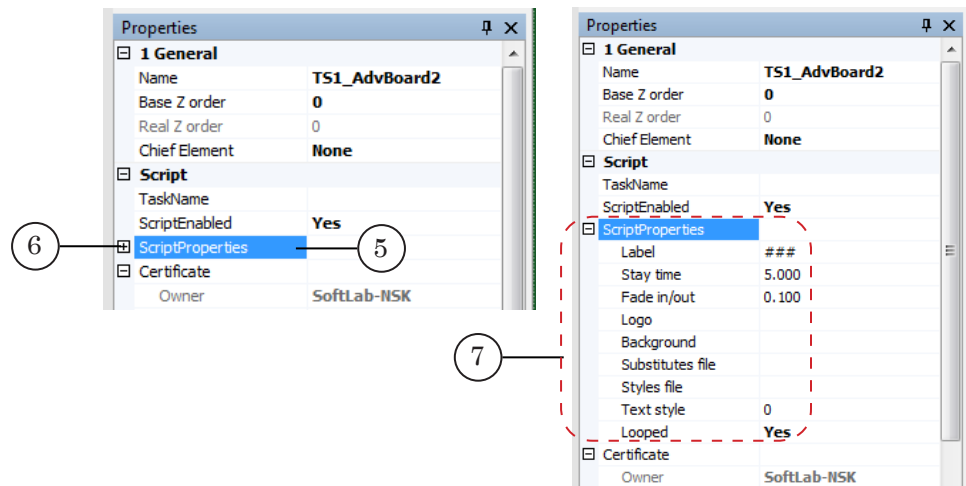 Properties
1 General
Name TS1_AdvBoard2
Base Z order 0
Real Z order 0
Chief Element None
Script
TaskName
ScriptEnabled Yes
6 ScriptProperties 5
Certificate
Owner SoftLab-NSK
Properties
1 General
Name TS1_AdvBoard2
Base Z order 0
Real Z order 0
Chief Element None
Script
TaskName
ScriptEnabled Yes
ScriptProperties
Label ###
Stay time 5.000
Fade in/out 0.100
Logo
Background
7
Substitutes file
Styles file
Text style 0
Looped Yes
Certificate
Owner SoftLab-NSK